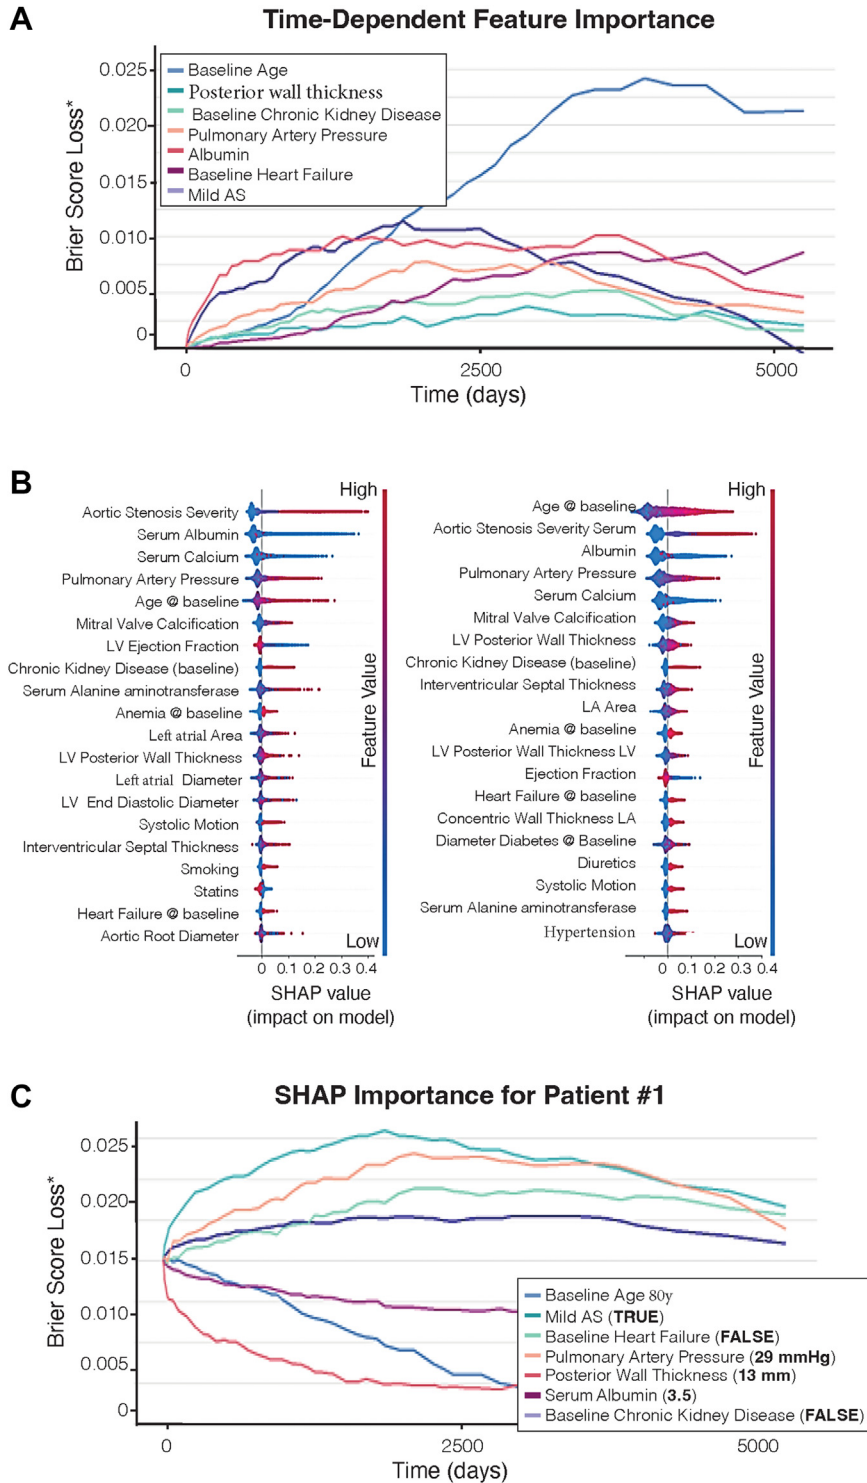 A
Time-Dependent Feature Importance
Brier Score Loss*
0.025
0.020
0.015
0.010
0.005
0
Baseline Age
Posterior wall thickness
Baseline Chronic Kidney Disease
Pulmonary Artery Pressure
Albumin
Baseline Heart Failure
Mild AS
0 2500 5000
Time (days)
B
High
Aortic Stenosis Severity
Serum Albumin
Serum Calcium
Pulmonary Artery Pressure
Age @ baseline
Mitral Valve Calcification
LV Ejection Fraction
Chronic Kidney Disease (baseline)
Serum Alanine aminotransferase
Anemia @ baseline
Left atrial Area
LV Posterior Wall Thickness
Left atrial Diameter
LV End Diastolic Diameter
Systolic Motion
Interventricular Septal Thickness
Smoking
Statins
Heart Failure @ baseline
Aortic Root Diameter
Low
Feature Value
0 0.1 0.2 0.3 0.4
SHAP value
(impact on model)
High
Age @ baseline
Aortic Stenosis Severity Serum
Albumin
Pulmonary Artery Pressure
Serum Calcium
Mitral Valve Calcification
LV Posterior Wall Thickness
Chronic Kidney Disease (baseline)
Interventricular Septal Thickness
LA Area
Anemia @ baseline
LV Posterior Wall Thickness LV
Ejection Fraction
Heart Failure @ baseline
Concentric Wall Thickness LA
Diameter Diabetes @ Baseline
Diuretics
Systolic Motion
Serum Alanine aminotransferase
Hypertension
Low
Feature Value
0 0.1 0.2 0.3 0.4
SHAP value
(impact on model)
C
SHAP Importance for Patient #1
Brier Score Loss*
0.025
0.020
0.015
0.010
0.005
0
Baseline Age 80y
Mild AS (TRUE)
Baseline Heart Failure (FALSE)
Pulmonary Artery Pressure (29 mmHg)
Posterior Wall Thickness (13 mm)
Serum Albumin (3.5)
Baseline Chronic Kidney Disease (FALSE)
0 2500 5000
Time (days)